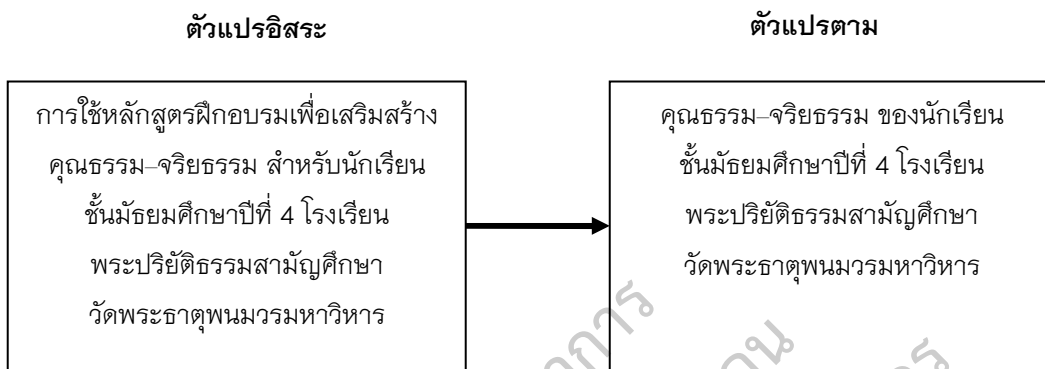 ตัวแปรอิสระ
ตัวแปรตาม
การใช้หลักสูตรฝึกอบรมเพื่อเสริมสร้าง
คุณธรรม–จริยธรรม สำหรับนักเรียน
ชั้นมัธยมศึกษาปีที่ 4 โรงเรียน
พระปริยัติธรรมสามัญศึกษา
วัดพระธาตุพนมวรมหาวิหาร
คุณธรรม–จริยธรรม ของนักเรียน
ชั้นมัธยมศึกษาปีที่ 4 โรงเรียน
พระปริยัติธรรมสามัญศึกษา
วัดพระธาตุพนมวรมหาวิหาร